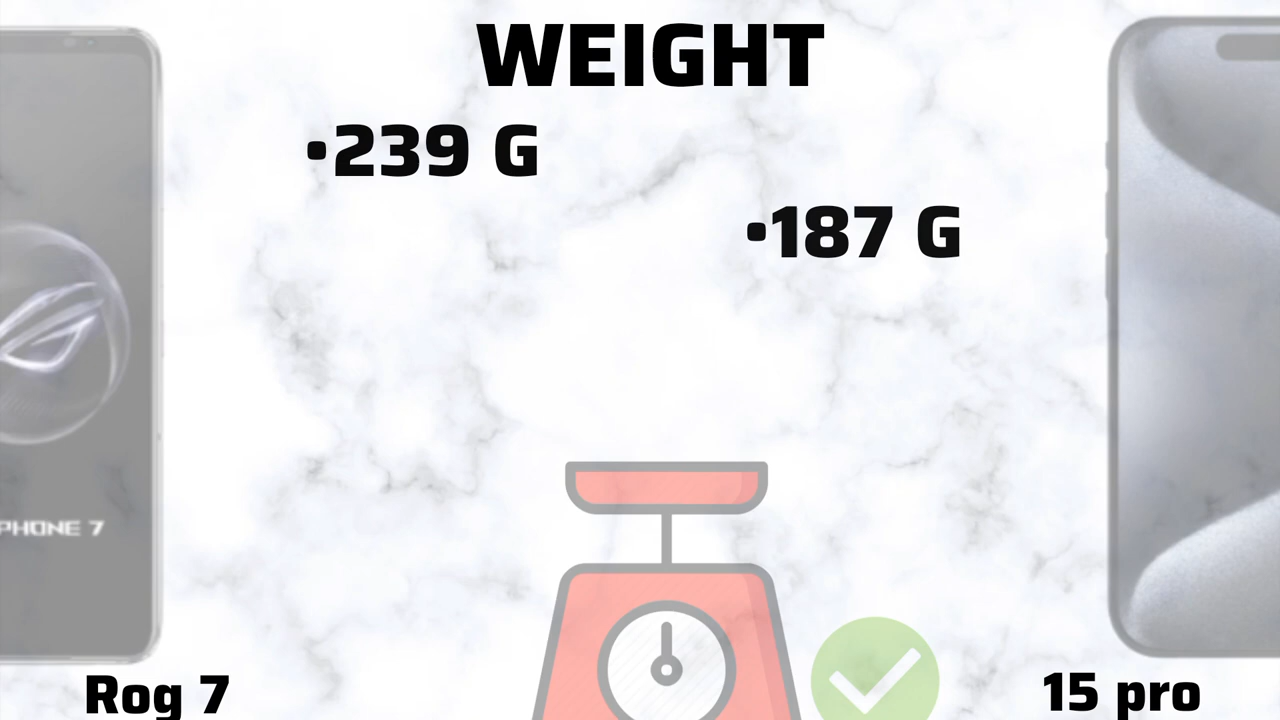 WEIGHT
•239 G
•187 G
PHONE 7
Rog 7
15 pro